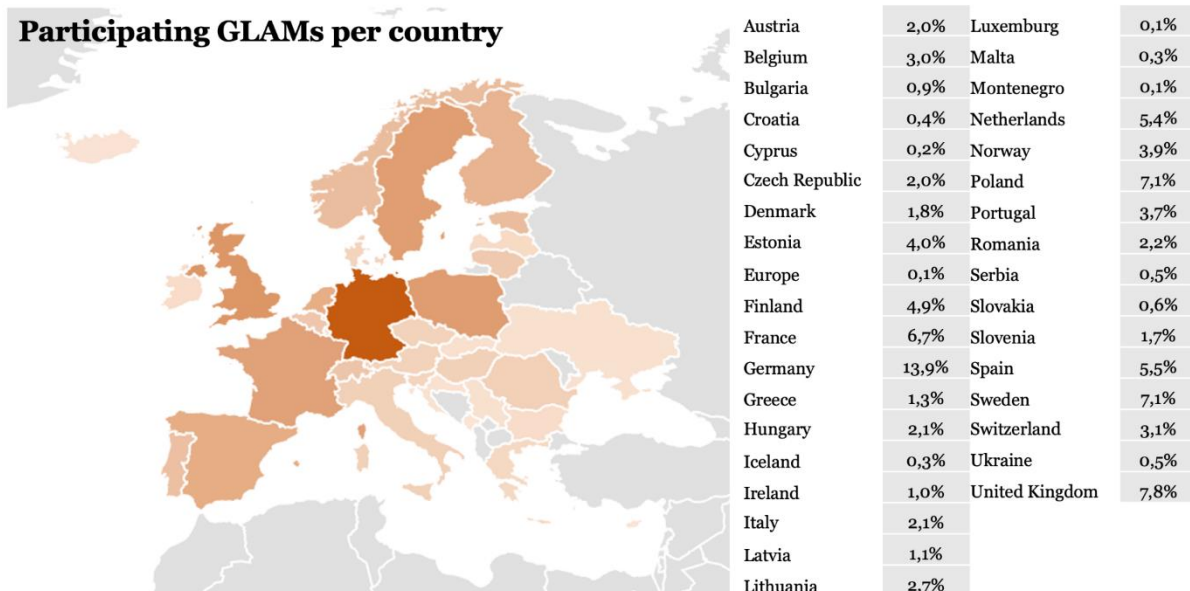 Participating GLAMs per country
Austria 2,0% Luxemburg 0,1%
Belgium 3,0% Malta 0,3%
Bulgaria 0,9% Montenegro 0,1%
Croatia 0,4% Netherlands 5,4%
Cyprus 0,2% Norway 3,9%
Czech Republic 2,0% Poland 7,1%
Denmark 1,8% Portugal 3,7%
Estonia 4,0% Romania 2,2%
Europe 0,1% Serbia 0,5%
Finland 4,9% Slovakia 0,6%
France 6,7% Slovenia 1,7%
Germany 13,9% Spain 5,5%
Greece 1,3% Sweden 7,1%
Hungary 2,1% Switzerland 3,1%
Iceland 0,3% Ukraine 0,5%
Ireland 1,0% United Kingdom 7,8%
Italy 2,1%
Latvia 1,1%
Lithuania 2,7%